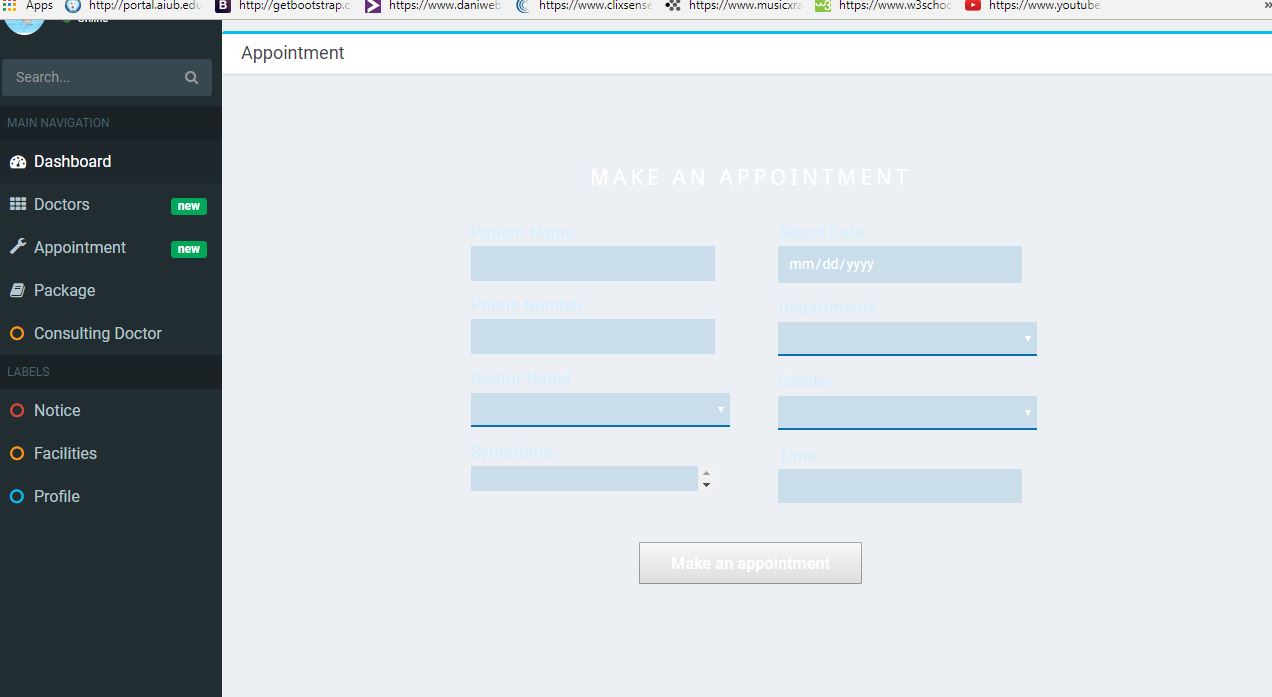 Apps http://portal.aiub.edu http://getbootstrap.c https://www.daniweb https://www.clixsense https://www.musicxra https://www.w3schoo https://www.youtube »
Online
Appointment
Search...
MAIN NAVIGATION
Dashboard
Doctors new
Appointment new
Package
Consulting Doctor
LABELS
Notice
Facilities
Profile
MAKE AN APPOINTMENT
Patient Name
Select Date
mm/dd/yyyy
Phone Number
Departments
Doctor Name
Gender
Symptoms
Time
Make an appointment